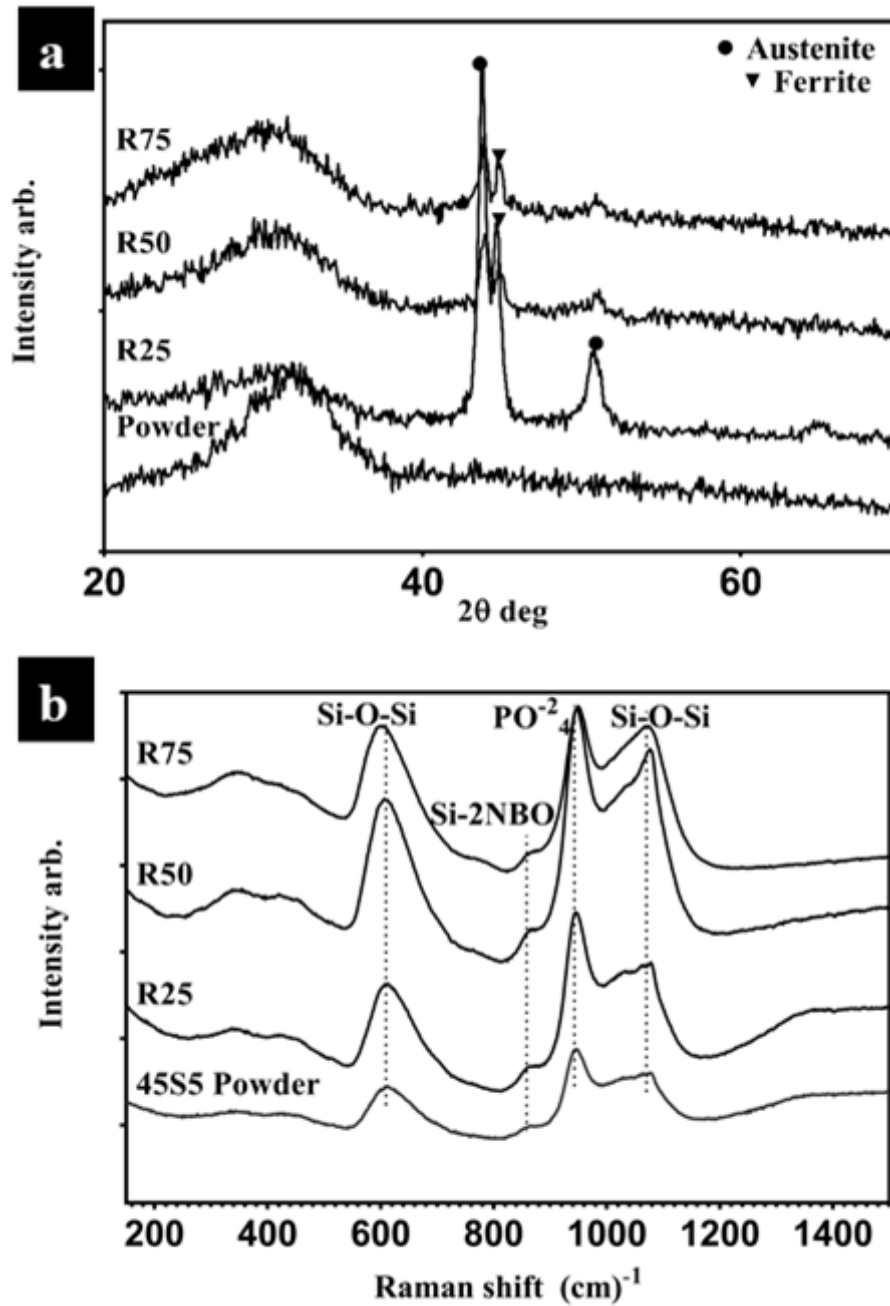 a
● Austenite
▼ Ferrite
R75
R50
R25
Powder
Intensity arb.
20 40 60
2θ deg
b
Si-O-Si PO⁻²₄ Si-O-Si
R75
Si-2NBO
R50
R25
45S5 Powder
Intensity arb.
200 400 600 800 1000 1200 1400
Raman shift (cm)⁻¹